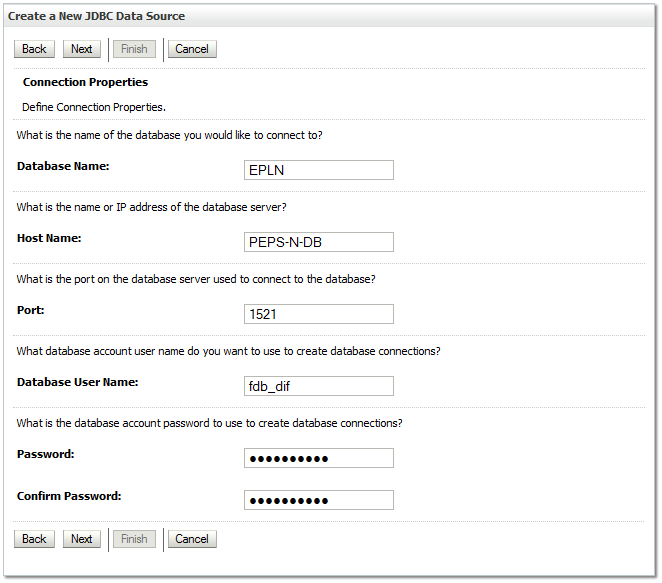 Create a New JDBC Data Source
Back Next Finish Cancel
Connection Properties
Define Connection Properties.
What is the name of the database you would like to connect to?
Database Name: EPLN
What is the name or IP address of the database server?
Host Name: PEPS-N-DB
What is the port on the database server used to connect to the database?
Port: 1521
What database account user name do you want to use to create database connections?
Database User Name: fdb_dif
What is the database account password to use to create database connections?
Password: ●●●●●●●●●●
Confirm Password: ●●●●●●●●●●
Back Next Finish Cancel